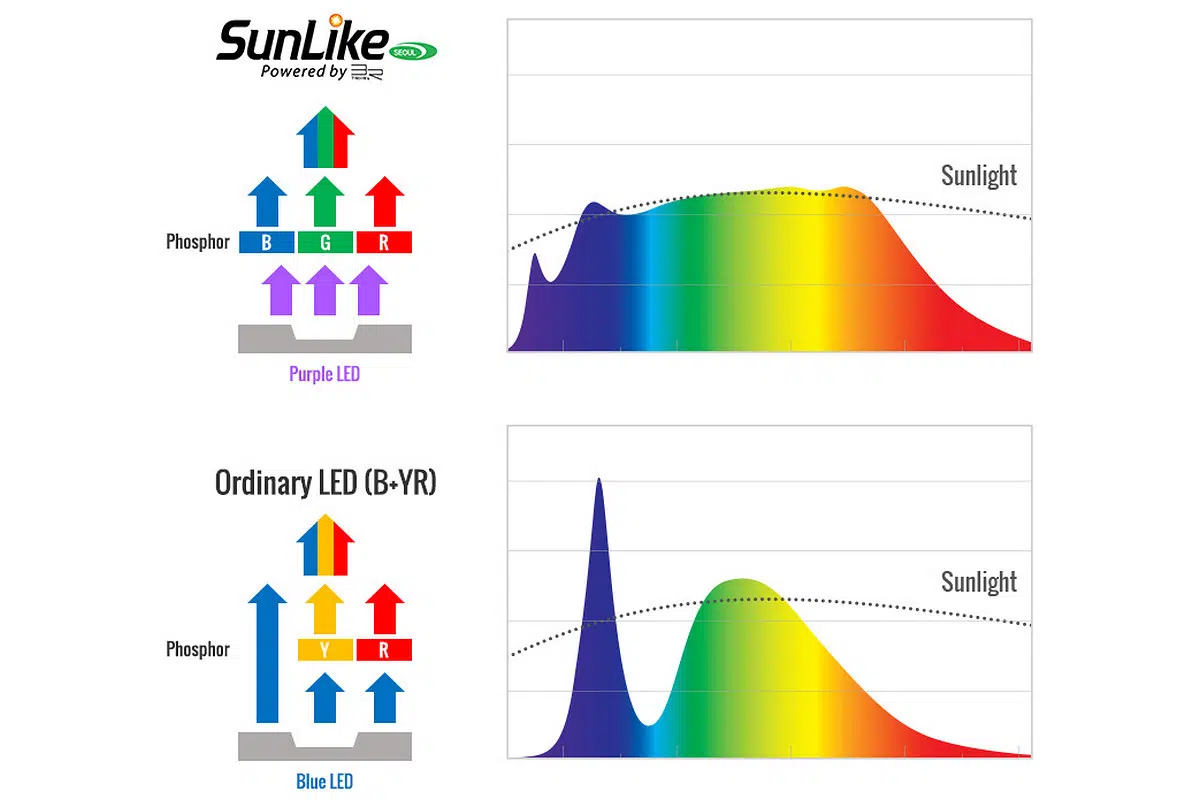 SunLike
SEOUL
Powered by
Sunlight
Phosphor
B G R
Purple LED
Ordinary LED (B+YR)
Sunlight
Phosphor
Y R
Blue LED